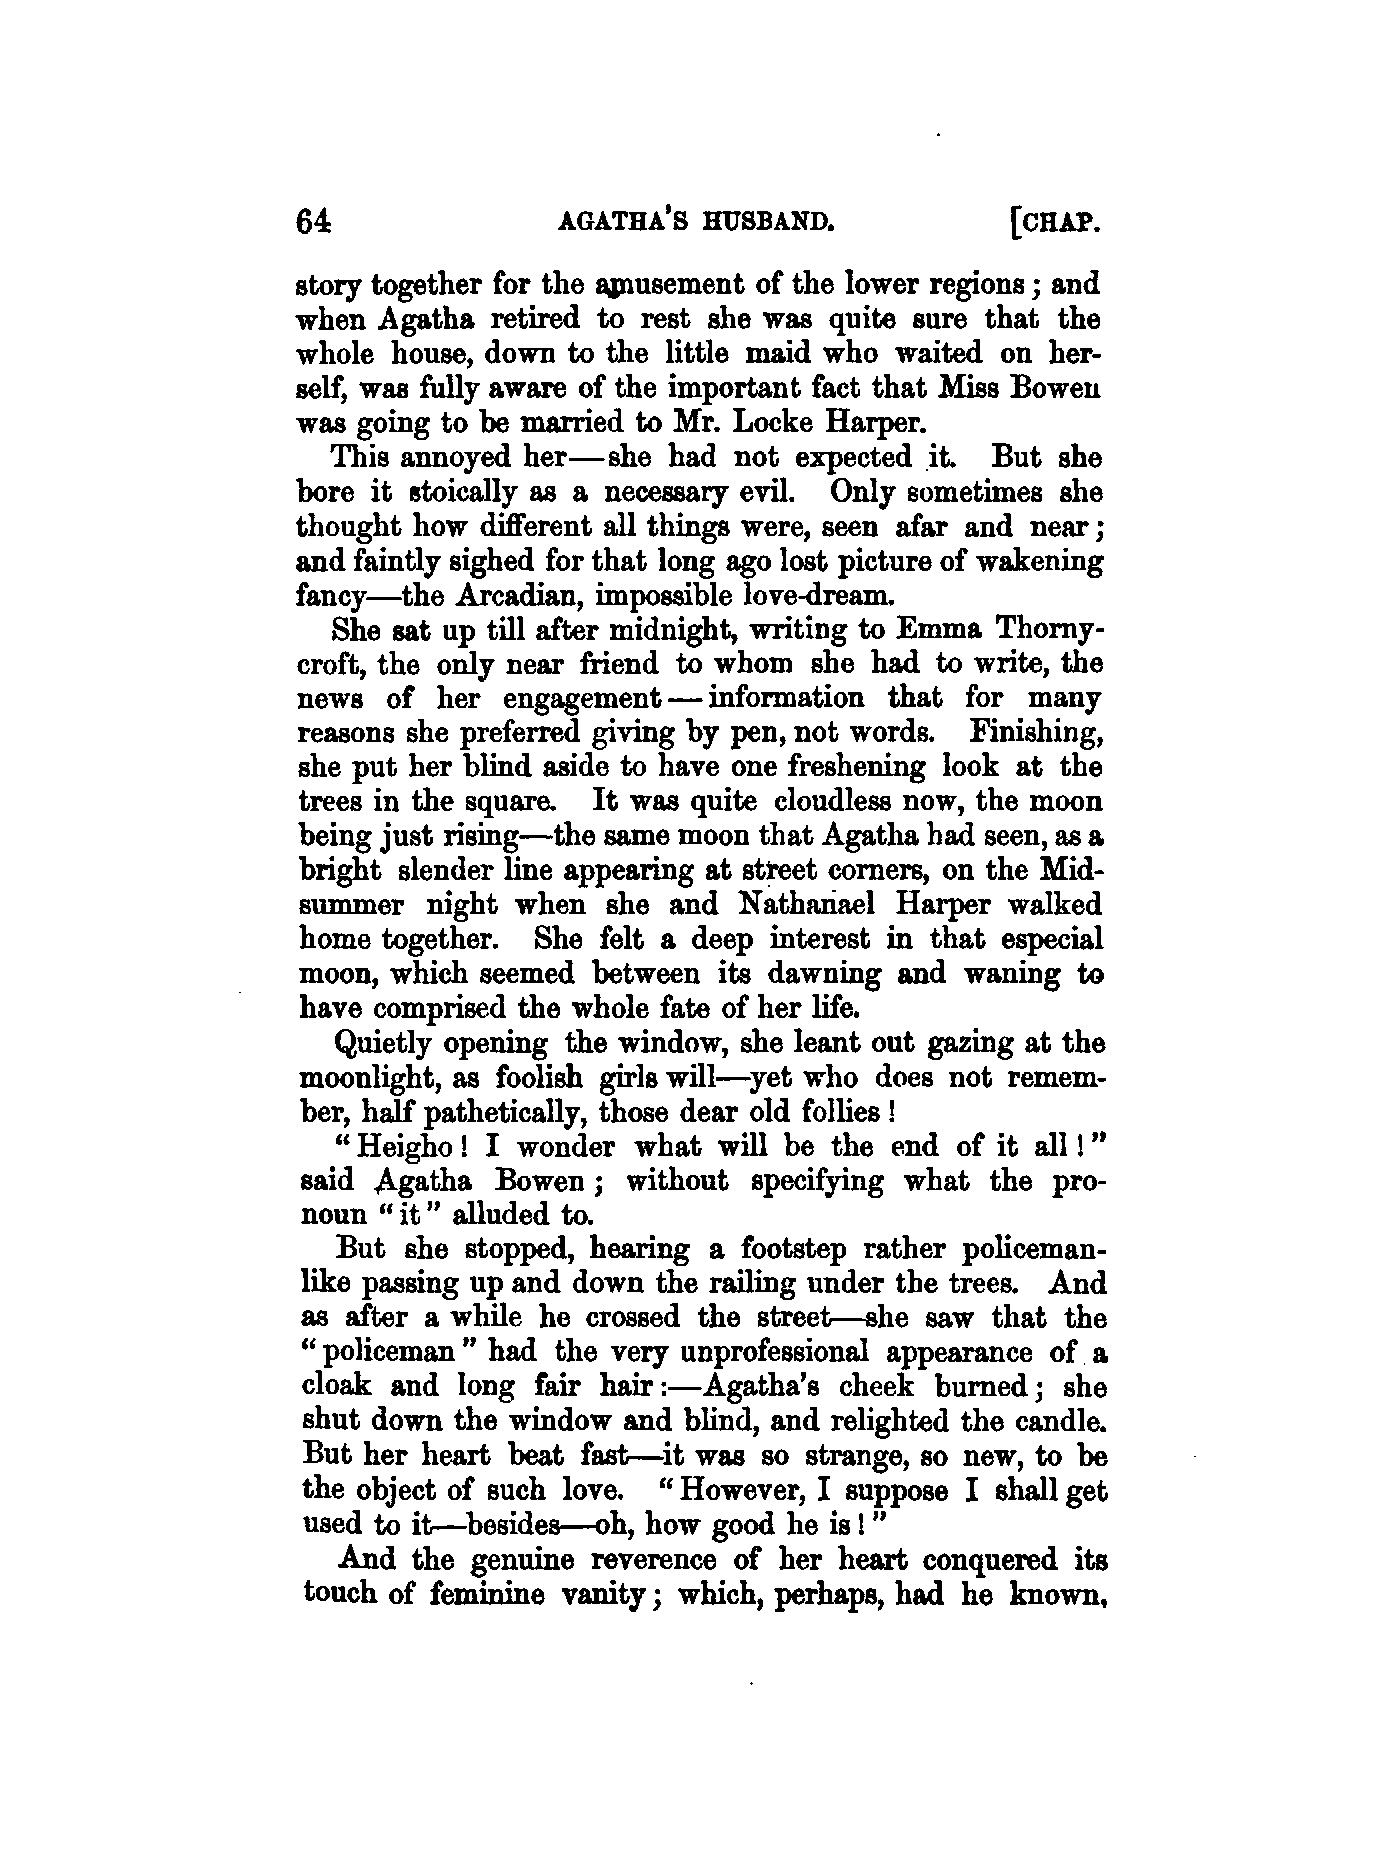 64 AGATHA'S HUSBAND. [CHAP.
story together for the amusement of the lower regions; and
when Agatha retired to rest she was quite sure that the
whole house, down to the little maid who waited on her-
self, was fully aware of the important fact that Miss Bowen
was going to be married to Mr. Locke Harper.
This annoyed her—she had not expected it. But she
bore it stoically as a necessary evil. Only sometimes she
thought how different all things were, seen afar and near;
and faintly sighed for that long ago lost picture of wakening
fancy—the Arcadian, impossible love-dream.
She sat up till after midnight, writing to Emma Thorny-
croft, the only near friend to whom she had to write, the
news of her engagement—information that for many
reasons she preferred giving by pen, not words. Finishing,
she put her blind aside to have one freshening look at the
trees in the square. It was quite cloudless now, the moon
being just rising—the same moon that Agatha had seen, as a
bright slender line appearing at street corners, on the Mid-
summer night when she and Nathanael Harper walked
home together. She felt a deep interest in that especial
moon, which seemed between its dawning and waning to
have comprised the whole fate of her life.
Quietly opening the window, she leant out gazing at the
moonlight, as foolish girls will—yet who does not remem-
ber, half pathetically, those dear old follies!
"Heigho! I wonder what will be the end of it all!"
said Agatha Bowen; without specifying what the pro-
noun "it" alluded to.
But she stopped, hearing a footstep rather policeman-
like passing up and down the railing under the trees. And
as after a while he crossed the street—she saw that the
"policeman" had the very unprofessional appearance of a
cloak and long fair hair:—Agatha's cheek burned; she
shut down the window and blind, and relighted the candle.
But her heart beat fast—it was so strange, so new, to be
the object of such love. "However, I suppose I shall get
used to it—besides—oh, how good he is!"
And the genuine reverence of her heart conquered its
touch of feminine vanity; which, perhaps, had he known,